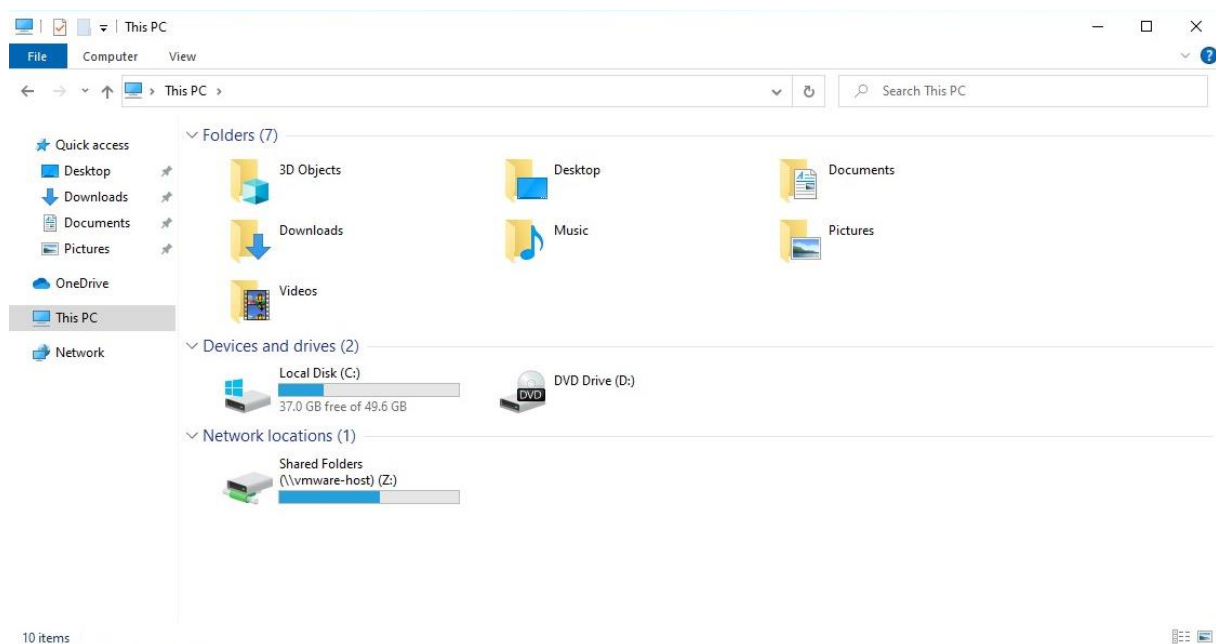 This PC
File Computer View
This PC
Search This PC
Quick access
Desktop
Downloads
Documents
Pictures
OneDrive
This PC
Network
Folders (7)
3D Objects
Desktop
Documents
Downloads
Music
Pictures
Videos
Devices and drives (2)
Local Disk (C:)
37.0 GB free of 49.6 GB
DVD Drive (D:)
DVD
Network locations (1)
Shared Folders
(\\vmware-host) (Z:)
10 items